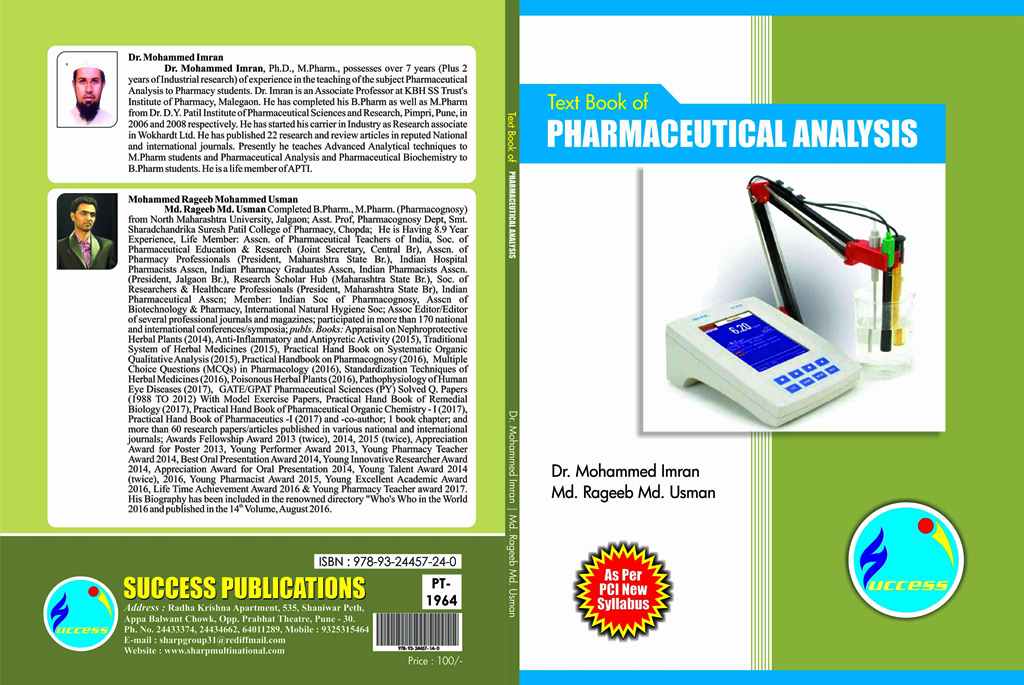 Dr. Mohammed Imran
Dr. Mohammed Imran, Ph.D., M.Pharm., possesses over 7 years (Plus 2
years of Industrial research) of experience in the teaching of the subject Pharmaceutical
Analysis to Pharmacy students. Dr. Imran is an Associate Professor at KBH SS Trust's
Institute of Pharmacy, Malegaon. He has completed his B.Pharm as well as M.Pharm
from Dr. D.Y. Patil Institute of Pharmaceutical Sciences and Research, Pimpri, Pune, in
2006 and 2008 respectively. He has started his carrier in Industry as Research associate
in Wokhardt Ltd. He has published 22 research and review articles in reputed National
and international journals. Presently he teaches Advanced Analytical techniques to
M.Pharm students and Pharmaceutical Analysis and Pharmaceutical Biochemistry to
B.Pharm students. He is a life member of APTI.
Mohammed Rageeb Mohammed Usman
Md. Rageeb Md. Usman Completed B.Pharm., M.Pharm. (Pharmacognosy)
from North Maharashtra University, Jalgaon; Asst. Prof, Pharmacognosy Dept, Smt.
Sharadchandrika Suresh Patil College of Pharmacy, Chopda; He is Having 8.9 Year
Experience, Life Member: Asscn. of Pharmaceutical Teachers of India, Soc. of
Pharmaceutical Education & Research (Joint Secretary, Central Br), Asscn. of
Pharmacy Professionals (President, Maharashtra State Br.), Indian Hospital
Pharmacists Asscn, Indian Pharmacy Graduates Asscn, Indian Pharmacists Asscn.
(President, Jalgaon Br.), Research Scholar Hub (Maharashtra State Br.), Soc. of
Researchers & Healthcare Professionals (President, Maharashtra State Br), Indian
Pharmaceutical Asscn; Member: Indian Soc of Pharmacognosy, Asscn of
Biotechnology & Pharmacy, International Natural Hygiene Soc; Assoc Editor/Editor
of several professional journals and magazines; participated in more than 170 national
and international conferences/symposia; publs. Books: Appraisal on Nephroprotective
Herbal Plants (2014), Anti-Inflammatory and Antipyretic Activity (2015), Traditional
System of Herbal Medicines (2015), Practical Hand Book on Systematic Organic
Qualitative Analysis (2015), Practical Handbook on Pharmacognosy (2016), Multiple
Choice Questions (MCQs) in Pharmacology (2016), Standardization Techniques of
Herbal Medicines (2016), Poisonous Herbal Plants (2016), Pathophysiology of Human
Eye Diseases (2017), GATE/GPAT Pharmaceutical Sciences (PY) Solved Q. Papers
(1988 TO 2012) With Model Exercise Papers, Practical Hand Book of Remedial
Biology (2017), Practical Hand Book of Pharmaceutical Organic Chemistry - I (2017),
Practical Hand Book of Pharmaceutics -I (2017) and -co-author; 1 book chapter; and
more than 60 research papers/articles published in various national and international
journals; Awards Fellowship Award 2013 (twice), 2014, 2015 (twice), Appreciation
Award for Poster 2013, Young Performer Award 2013, Young Pharmacy Teacher
Award 2014, Best Oral Presentation Award 2014, Young Innovative Researcher Award
2014, Appreciation Award for Oral Presentation 2014, Young Talent Award 2014
(twice), 2016, Young Pharmacist Award 2015, Young Excellent Academic Award
2016, Life Time Achievement Award 2016 & Young Pharmacy Teacher award 2017.
His Biography has been included in the renowned directory "Who's Who in the World
2016 and published in the 14th Volume, August 2016.
ISBN : 978-93-24457-24-0
SUCCESS PUBLICATIONS
Address : Radha Krishna Apartment, 535, Shaniwar Peth,
Appa Balwant Chowk, Opp. Prabhat Theatre, Pune - 30.
Ph. No. 24433374, 24434662, 64011289, Mobile : 9325315464
E-mail : sharpgroup31@rediffmail.com
Website : www.sharpmultinational.com
PT-
1964
978-93-24457-14-0
Price : 100/-
uccess
Text Book of PHARMACEUTICAL ANALYSIS
Dr. Mohammed Imran | Md. Rageeb Md. Usman
Text Book of
PHARMACEUTICAL ANALYSIS
6.20
Dr. Mohammed Imran
Md. Rageeb Md. Usman
As Per
PCI New
Syllabus
uccess